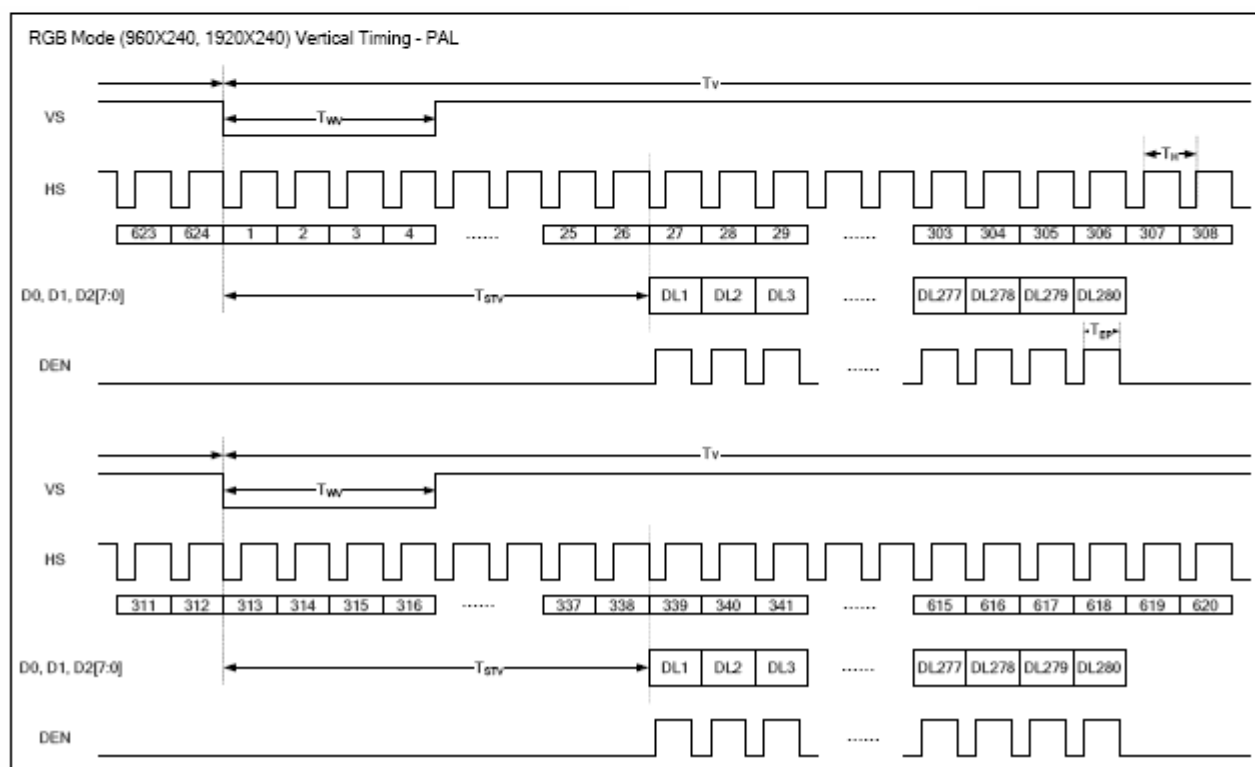 RGB Mode (960X240, 1920X240) Vertical Timing - PAL
TV
VS
TWV
HS
TH
623 624 1 2 3 4 ...... 25 26 27 28 29 ...... 303 304 305 306 307 308
D0, D1, D2[7:0]
TSTV
DL1 DL2 DL3 ...... DL277 DL278 DL279 DL280
TEP
DEN
......
TV
VS
TWV
HS
311 312 313 314 315 316 ...... 337 338 339 340 341 ...... 615 616 617 618 619 620
D0, D1, D2[7:0]
TSTV
DL1 DL2 DL3 ...... DL277 DL278 DL279 DL280
DEN
......